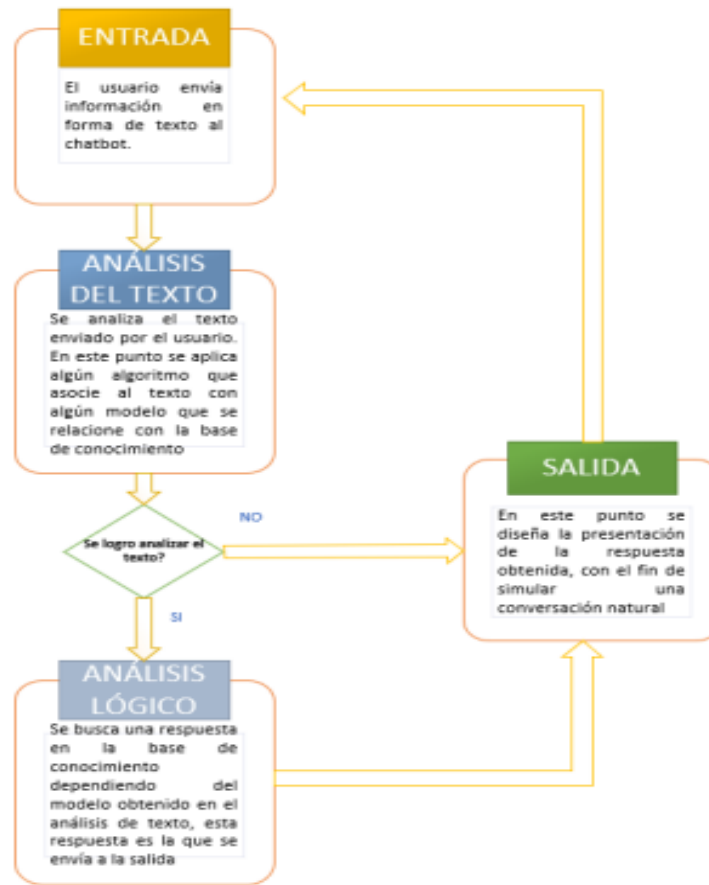 ENTRADA
El usuario envía
información en
forma de texto al
chatbot.
ANÁLISIS
DEL TEXTO
Se analiza el texto
enviado por el usuario.
En este punto se aplica
algún algoritmo que
asocie al texto con
algún modelo que se
relacione con la base
de conocimiento
Se logro analizar el
texto?
NO
SI
SALIDA
En este punto se
diseña la presentación
de la respuesta
obtenida, con el fin de
simular una
conversación natural
ANÁLISIS
LÓGICO
Se busca una respuesta
en la base de
conocimiento
dependiendo del
modelo obtenido en el
análisis de texto, esta
respuesta es la que se
envía a la salida